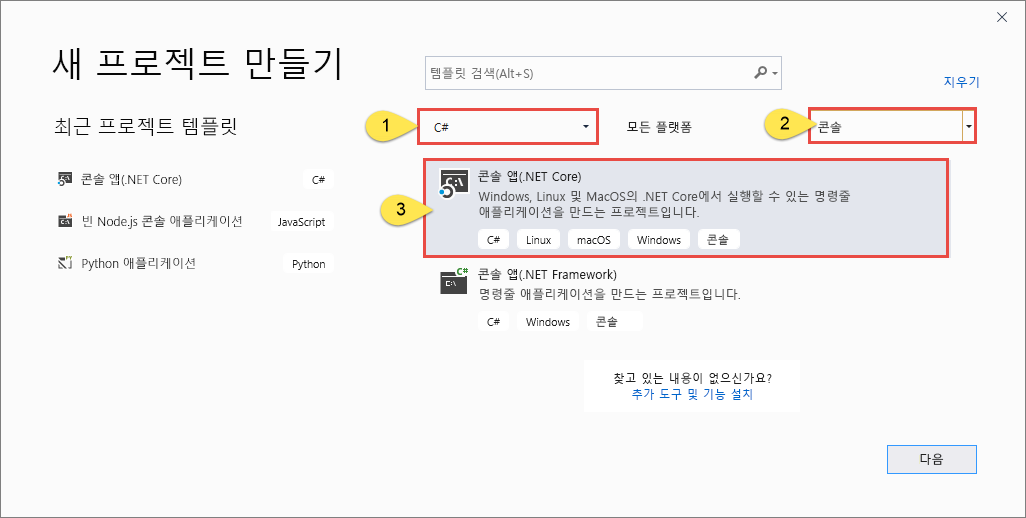 새 프로젝트 만들기
최근 프로젝트 템플릿
콘솔 앱(.NET Core) C#
빈 Node.js 콘솔 애플리케이션 JavaScript
Python 애플리케이션 Python
템플릿 검색(Alt+S)
지우기
1 C# 모든 플랫폼 2 콘솔
3
콘솔 앱(.NET Core)
Windows, Linux 및 MacOS의 .NET Core에서 실행할 수 있는 명령줄
애플리케이션을 만드는 프로젝트입니다.
C# Linux macOS Windows 콘솔
C:\
콘솔 앱(.NET Framework)
명령줄 애플리케이션을 만드는 프로젝트입니다.
C# Windows 콘솔
C#
C:\
찾고 있는 내용이 없으신가요?
추가 도구 및 기능 설치
다음